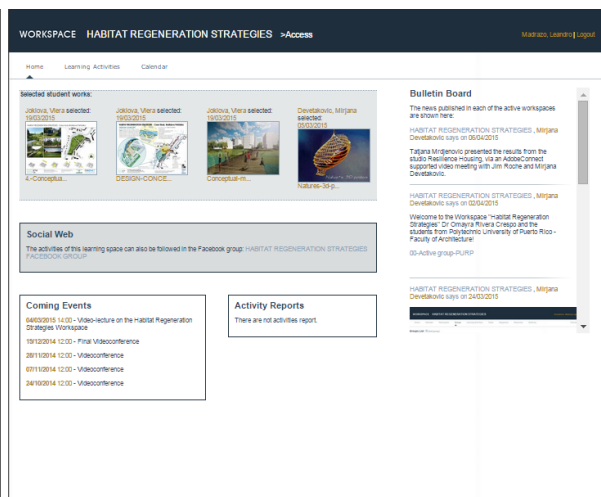 WORKSPACE HABITAT REGENERATION STRATEGIES >Access
Madrazo, Leandro | Logout
Home Learning Activities Calendar
Selected student works:
Joklova, Viera selected:
19/03/2015
4.-Conceptua...
Joklova, Viera selected:
19/03/2015
DESIGN-CONCE...
Joklova, Viera selected:
19/03/2015
Conceptual-m...
Devetakovic, Mirjana
selected:
05/03/2015
Natures-3d-p...
Social Web
The activities of this learning space can also be followed in the Facebook group: HABITAT REGENERATION STRATEGIES
FACEBOOK GROUP
Coming Events
04/03/2015 14:00 - Video-lecture on the Habitat Regeneration
Strategies Workspace
19/12/2014 12:00 - Final Videoconference
28/11/2014 12:00 - Videoconference
07/11/2014 12:00 - Videoconference
24/10/2014 12:00 - Videoconference
Activity Reports
There are not activities report.
Bulletin Board
The news published in each of the active workspaces
are shown here:
HABITAT REGENERATION STRATEGIES , Mirjana
Devetakovic says on 06/04/2015
Tatjana Mrdjenovic presented the results from the
studio Resilience Housing, via an AdobeConnect
supported video meeting with Jim Roche and Mirjana
Devetakovic.
HABITAT REGENERATION STRATEGIES , Mirjana
Devetakovic says on 02/04/2015
Welcome to the Workspace "Habitat Regeneration
Strategies" Dr Omayra Rivera Crespo and the
students from Polytechnic University of Puerto Rico -
Faculty of Architecture!
00-Active group-PURP
HABITAT REGENERATION STRATEGIES , Mirjana
Devetakovic says on 24/03/2015